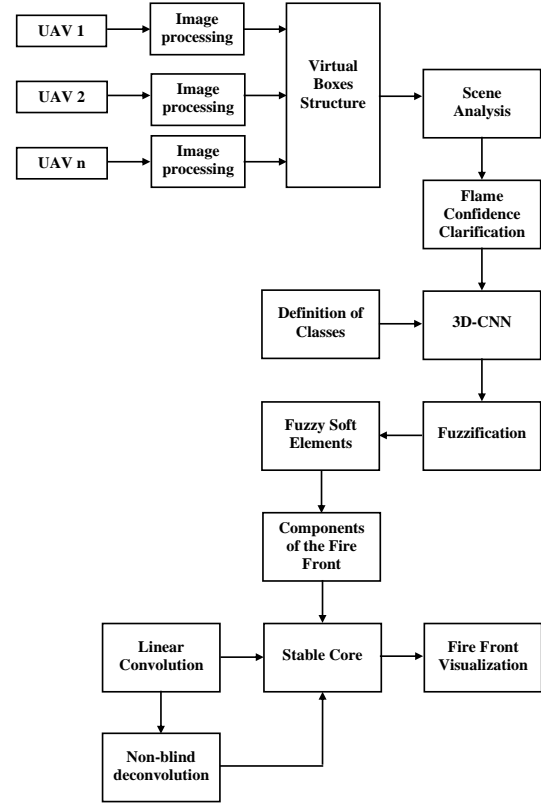 UAV 1
Image
processing
UAV 2
Image
processing
UAV n
Image
processing
Virtual
Boxes
Structure
Scene
Analysis
Flame
Confidence
Clarification
Definition of
Classes
3D-CNN
Fuzzy Soft
Elements
Fuzzification
Components
of the Fire
Front
Linear
Convolution
Stable Core
Fire Front
Visualization
Non-blind
deconvolution